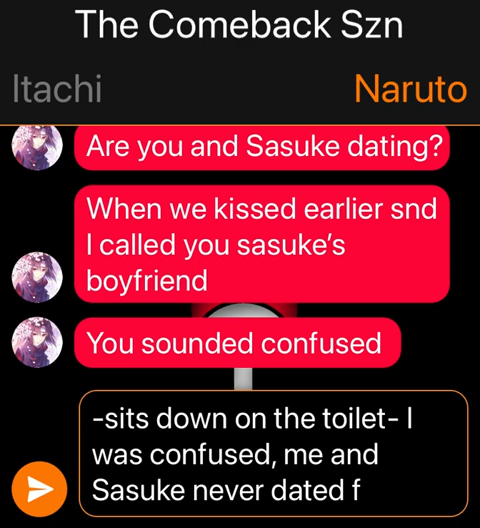 The Comeback Szn
Itachi
Naruto
Are you and Sasuke dating?
When we kissed earlier snd
I called you sasuke’s
boyfriend
You sounded confused
-sits down on the toilet- I
was confused, me and
Sasuke never dated f